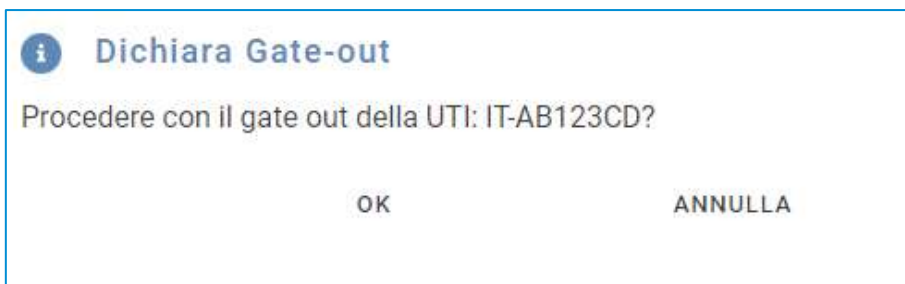 Dichiara Gate-out
Procedere con il gate out della UTI: IT-AB123CD?
OK ANNULLA